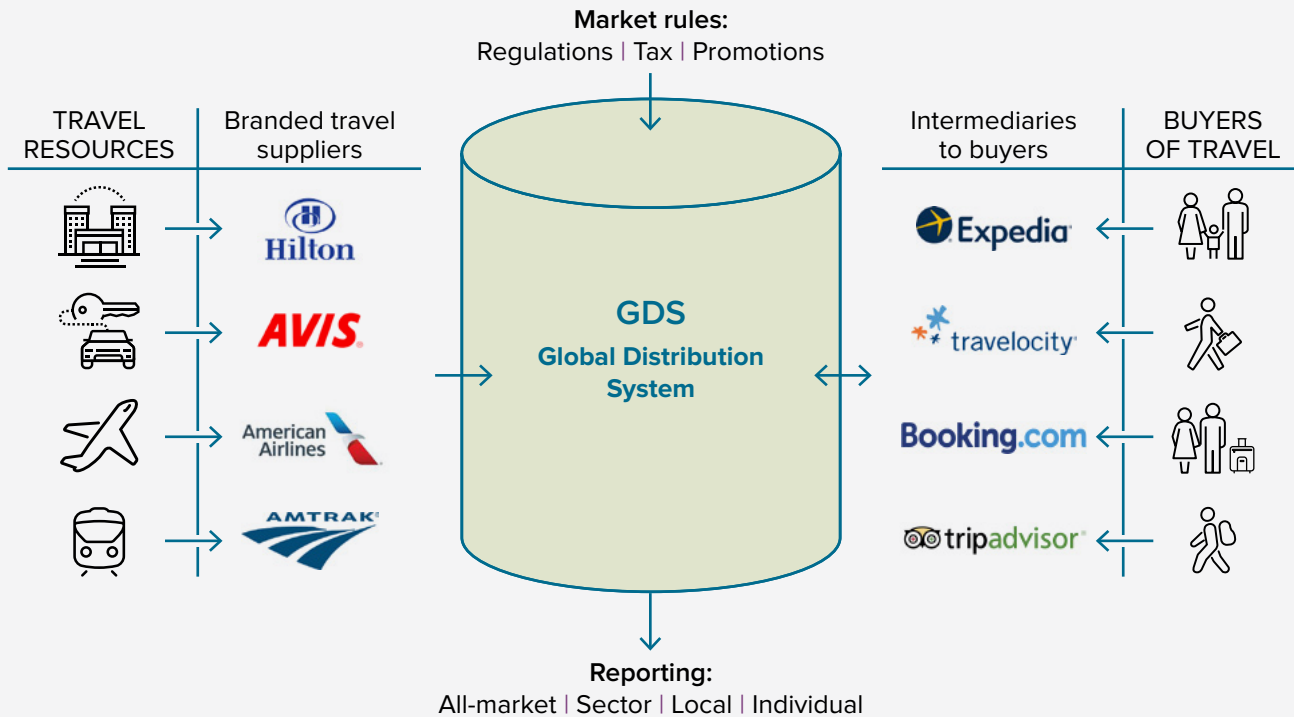 Market rules:
Regulations | Tax | Promotions
TRAVEL
RESOURCES
Branded travel
suppliers
Hilton
AVIS
American
Airlines
AMTRAK
GDS
Global Distribution
System
Intermediaries
to buyers
Expedia
travelocity
Booking.com
tripadvisor
BUYERS
OF TRAVEL
Reporting:
All-market | Sector | Local | Individual